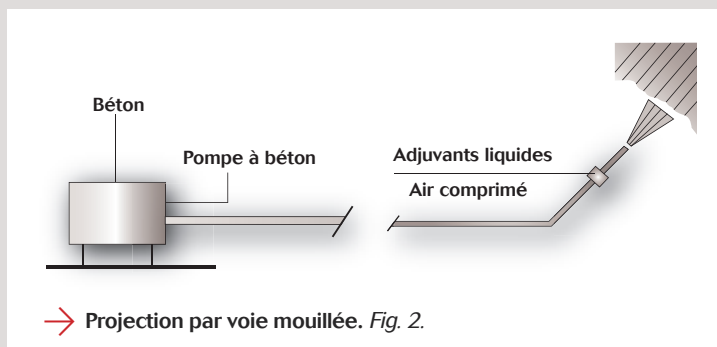 Béton
Pompe à béton
Adjuvants liquides
Air comprimé
Projection par voie mouillée. Fig. 2.